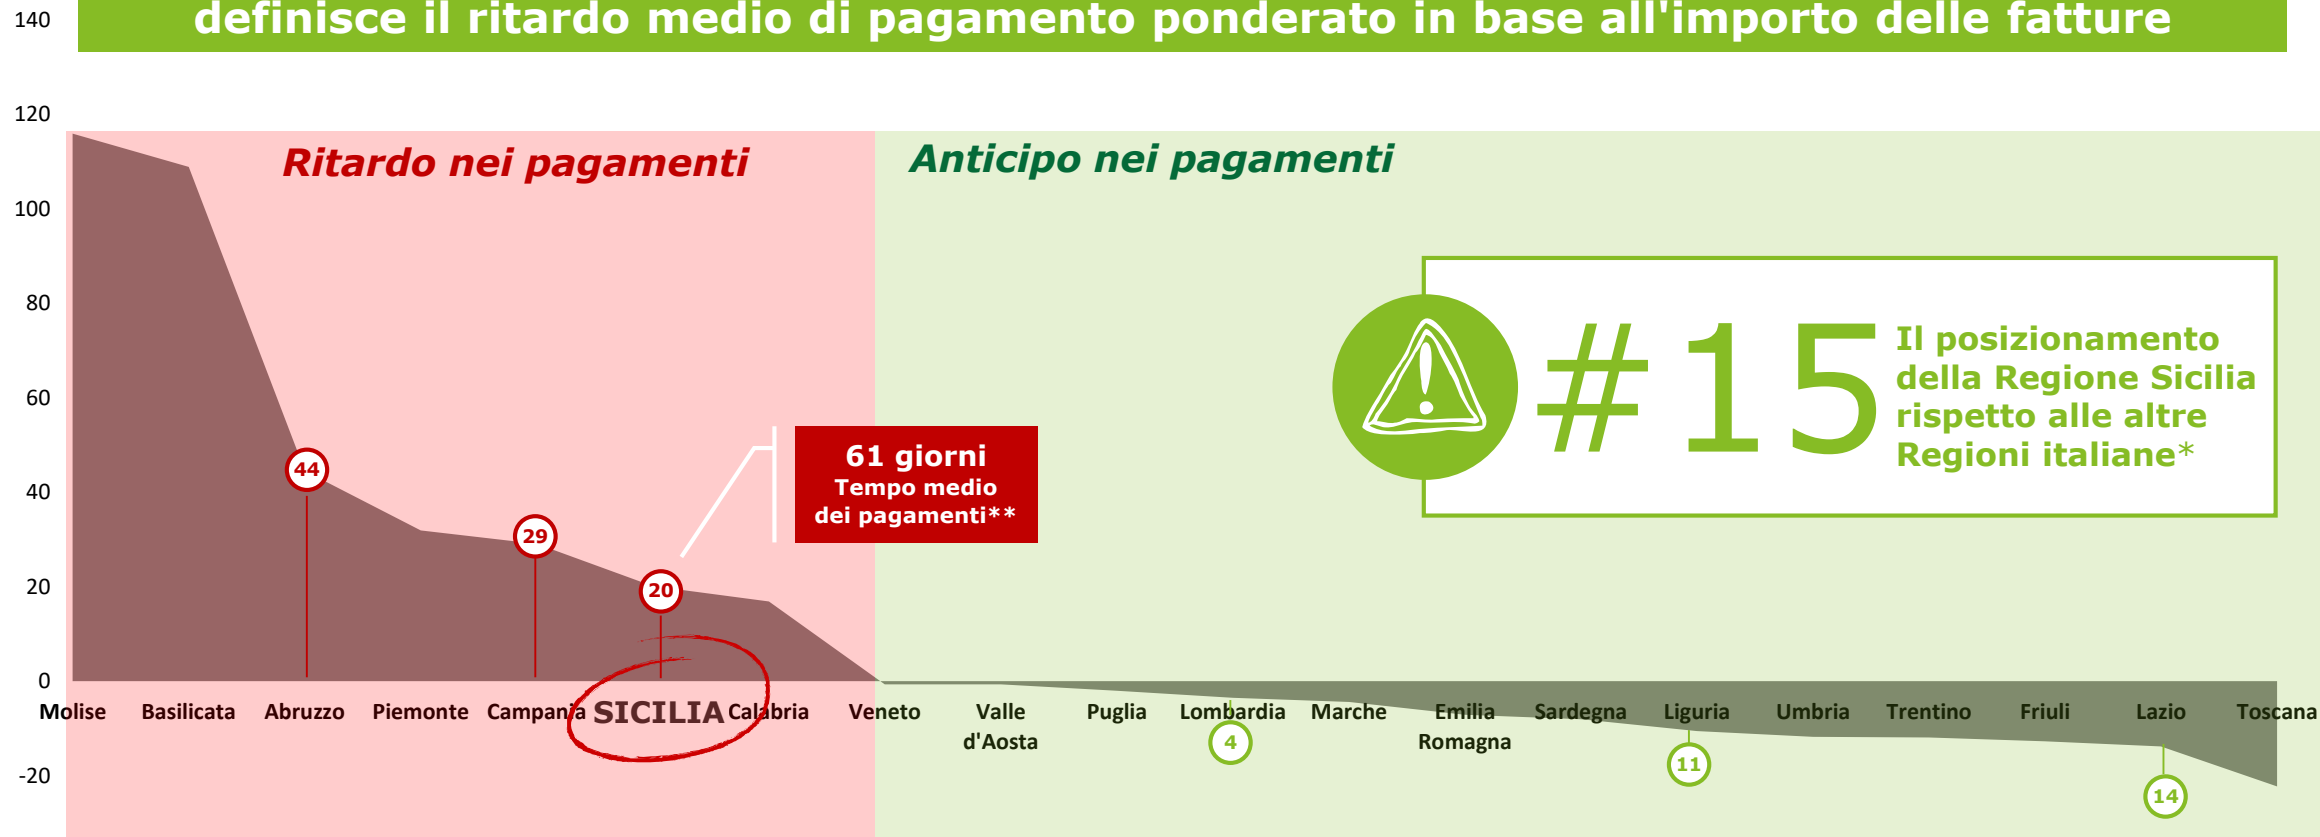 definisce il ritardo medio di pagamento ponderato in base all'importo delle fatture
140
120
100
80
60
40
20
0
-20
Ritardo nei pagamenti
Anticipo nei pagamenti
#15
Il posizionamento
della Regione Sicilia
rispetto alle altre
Regioni italiane*
61 giorni
Tempo medio
dei pagamenti**
44
29
20
Molise Basilicata Abruzzo Piemonte Campania SICILIA Calabria Veneto Valle d'Aosta Puglia Lombardia Marche Emilia Romagna Sardegna Liguria Umbria Trentino Friuli Lazio Toscana
4
11
14